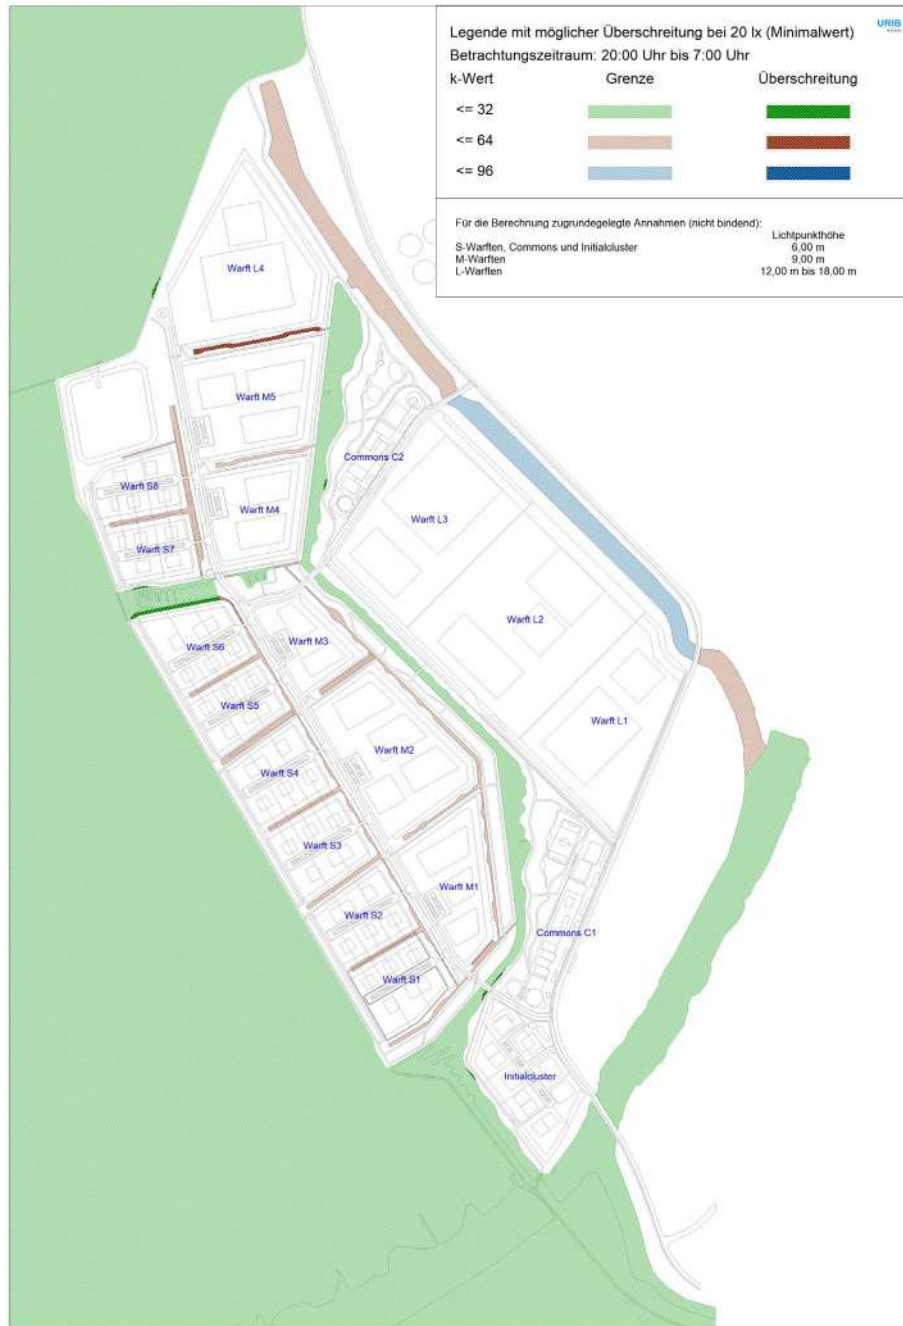 Legende mit möglicher Überschreitung bei 20 lx (Minimalwert)
URIB
Betrachtungszeitraum: 20:00 Uhr bis 7:00 Uhr
k-Wert Grenze Überschreitung
<= 32
<= 64
<= 96
Für die Berechnung zugrundegelegte Annahmen (nicht bindend):
Lichtpunkthöhe
S-Warften, Commons und Initialcluster 6,00 m
M-Warften 9,00 m
L-Warften 12,00 m bis 18,00 m
Warft L4
Warft M5
Commons C2
Warft S8
Warft M4
Warft L3
Warft S7
Warft L2
Warft M3
Warft S6
Warft S5
Warft L1
Warft M2
Warft S4
Warft S3
Warft M1
Warft S2
Commons C1
Warft S1
Initialcluster